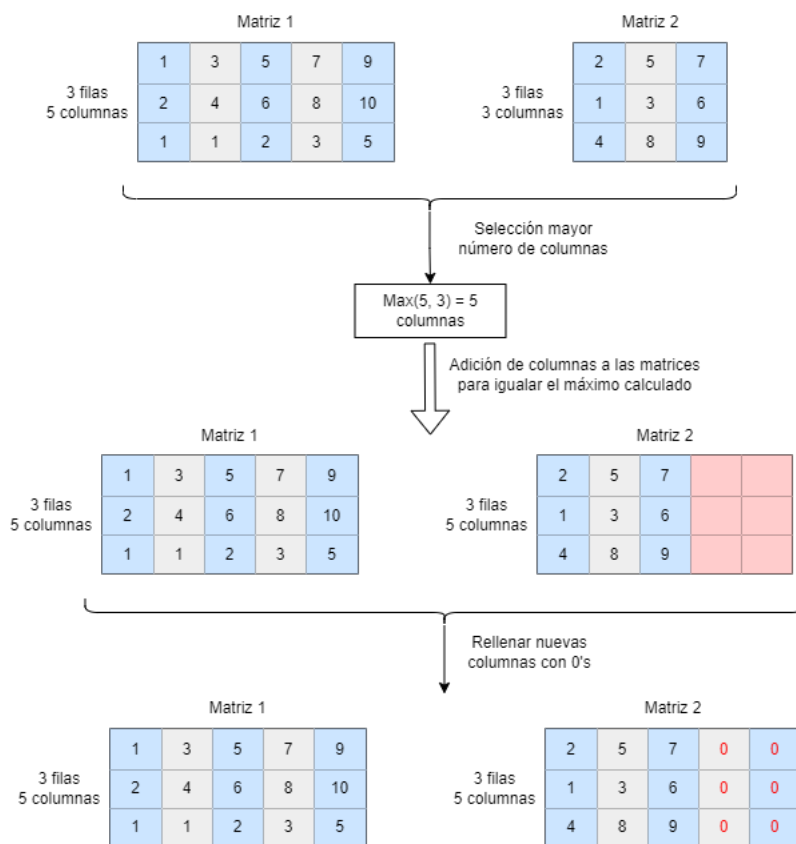 Matriz 1
Matriz 2
3 filas
5 columnas
1 3 5 7 9
2 4 6 8 10
1 1 2 3 5
3 filas
3 columnas
2 5 7
1 3 6
4 8 9
Selección mayor
número de columnas
Max(5, 3) = 5
columnas
Adición de columnas a las matrices
para igualar el máximo calculado
Matriz 1
Matriz 2
3 filas
5 columnas
1 3 5 7 9
2 4 6 8 10
1 1 2 3 5
3 filas
5 columnas
2 5 7
1 3 6
4 8 9
Rellenar nuevas
columnas con 0's
Matriz 1
Matriz 2
3 filas
5 columnas
1 3 5 7 9
2 4 6 8 10
1 1 2 3 5
3 filas
5 columnas
2 5 7 0 0
1 3 6 0 0
4 8 9 0 0